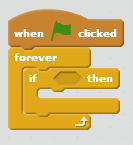 when clicked
forever
if then